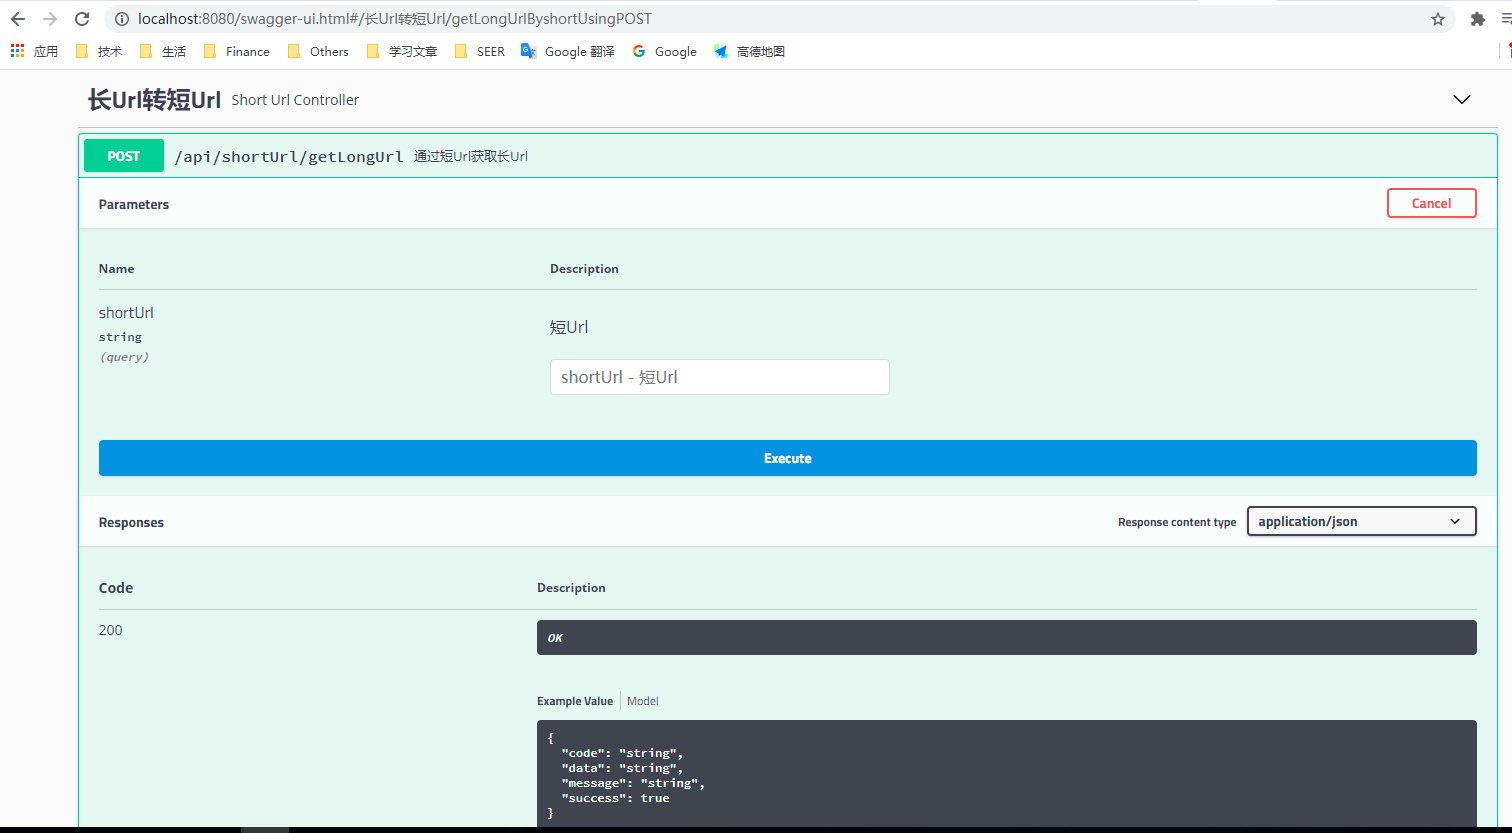 localhost:8080/swagger-ui.html#/长Url转短Url/getLongUrlByshortUsingPOST
应用 技术 生活 Finance Others 学习文章 SEER Google 翻译 Google 高德地图
长Url转短Url Short Url Controller
POST /api/shortUrl/getLongUrl 通过短Url获取长Url
Parameters Cancel
Name Description
shortUrl
string
(query)
短Url
shortUrl - 短Url
Execute
Responses Response content type application/json
Code Description
200
OK
Example Value Model
{
"code": "string",
"data": "string",
"message": "string",
"success": true
}